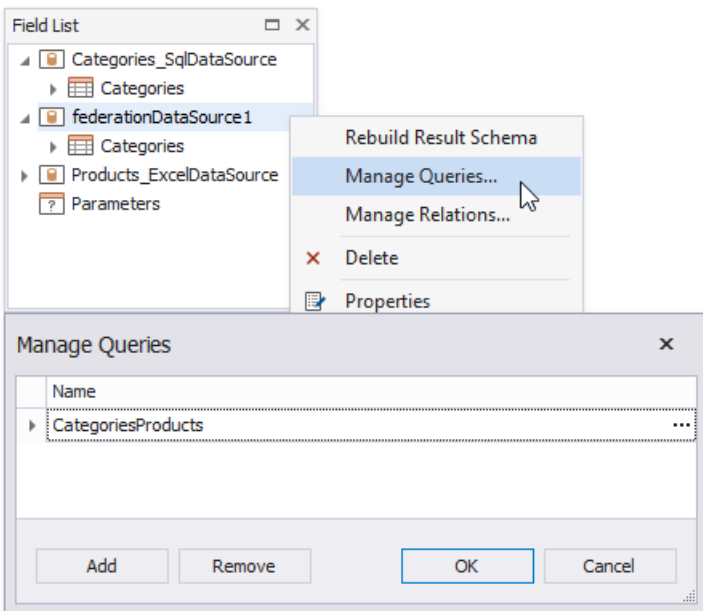 Field List
Categories_SqlDataSource
Categories
federationDataSource1
Categories
Products_ExcelDataSource
Parameters
Rebuild Result Schema
Manage Queries...
Manage Relations...
Delete
Properties
Manage Queries
Name
CategoriesProducts
Add Remove OK Cancel